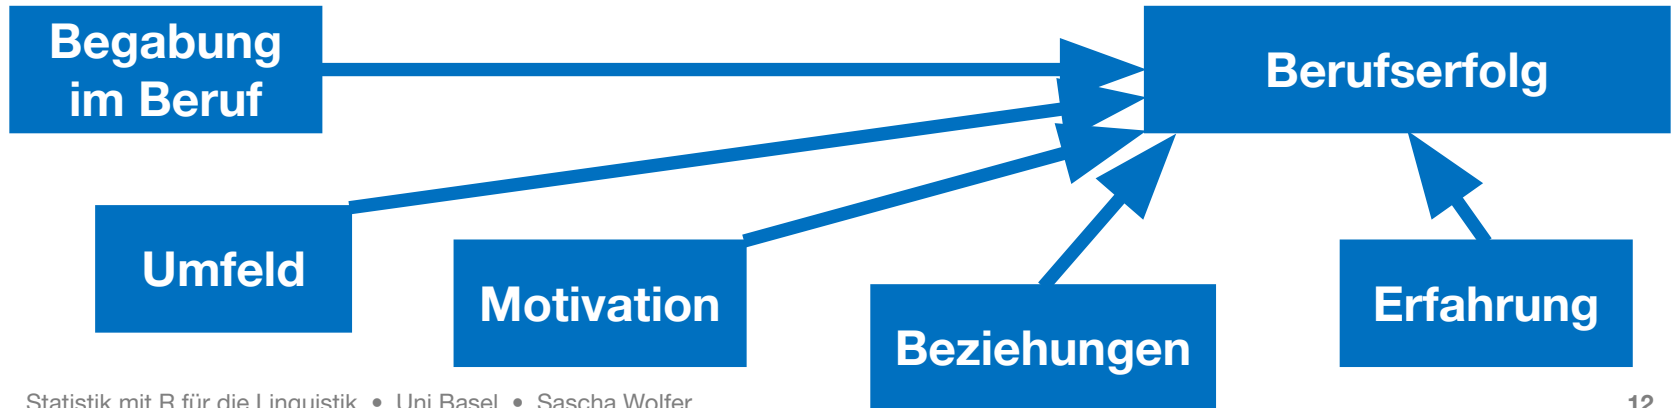 Begabung
im Beruf
Berufserfolg
Umfeld
Motivation
Beziehungen
Erfahrung
Statistik mit R für die Linguistik • Uni Basel • Sascha Wolfer
12